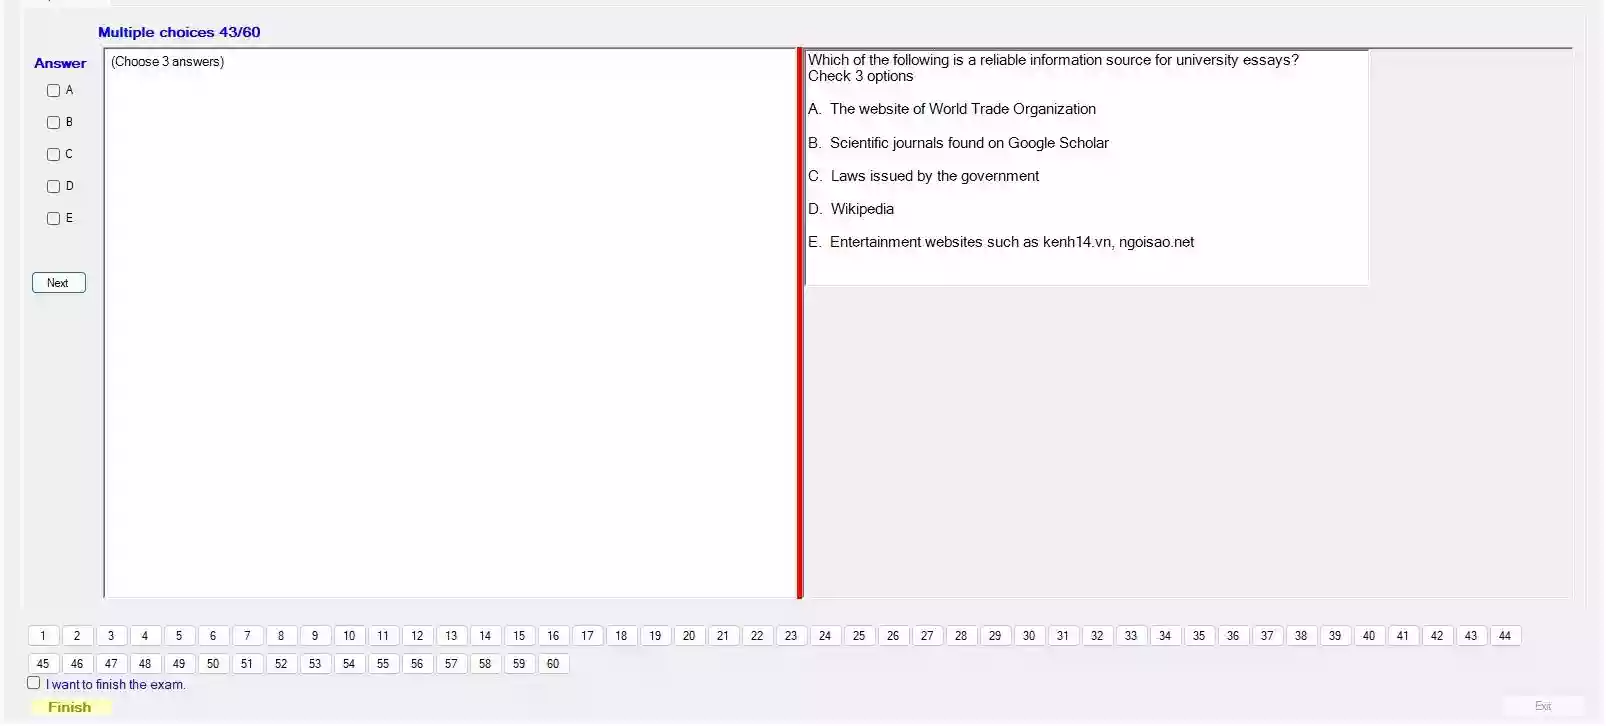 Multiple choices 43/60
Answer
(Choose 3 answers)
A
B
C
D
E
Next
Which of the following is a reliable information source for university essays?
Check 3 options
A. The website of World Trade Organization
B. Scientific journals found on Google Scholar
C. Laws issued by the government
D. Wikipedia
E. Entertainment websites such as kenh14.vn, ngoisao.net
1 2 3 4 5 6 7 8 9 10 11 12 13 14 15 16 17 18 19 20 21 22 23 24 25 26 27 28 29 30 31 32 33 34 35 36 37 38 39 40 41 42 43 44
45 46 47 48 49 50 51 52 53 54 55 56 57 58 59 60
I want to finish the exam.
Finish
Exit